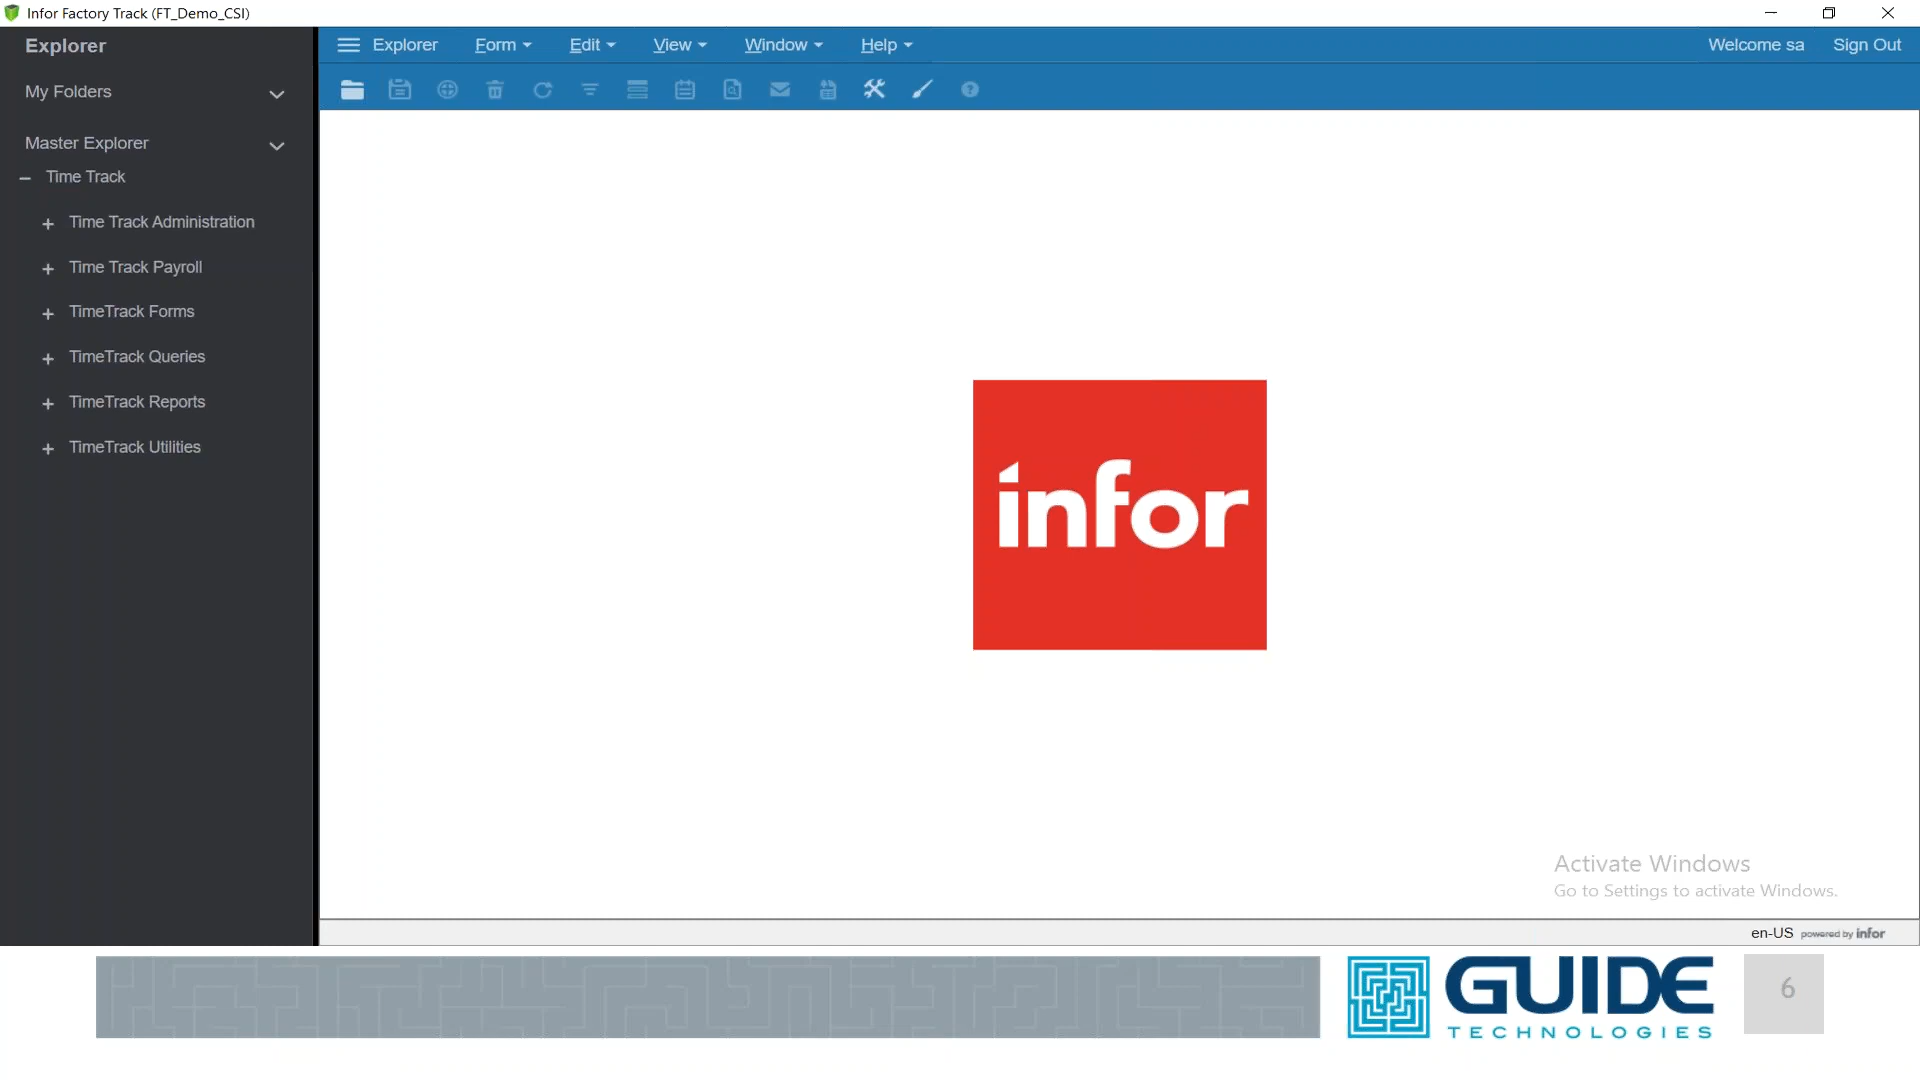 Infor Factory Track (FT_Demo_CSI)
Explorer
My Folders
Master Explorer
Time Track
Time Track Administration
Time Track Payroll
TimeTrack Forms
TimeTrack Queries
TimeTrack Reports
TimeTrack Utilities
Explorer Form Edit View Window Help Welcome sa Sign Out
infor
Activate Windows
Go to Settings to activate Windows.
en-US powered by infor
GUIDE
TECHNOLOGIES
6